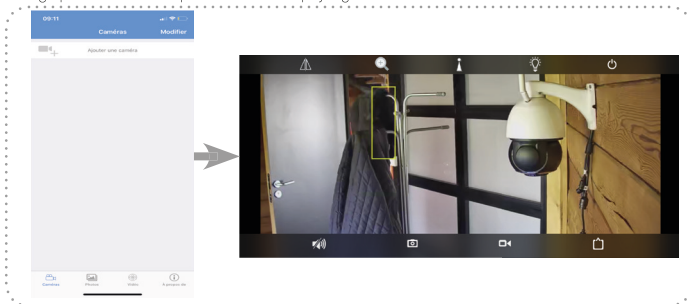 09:11
Caméras
Modifier
Ajouter une caméra
Caméras
Photos
Vidéo
A propos de